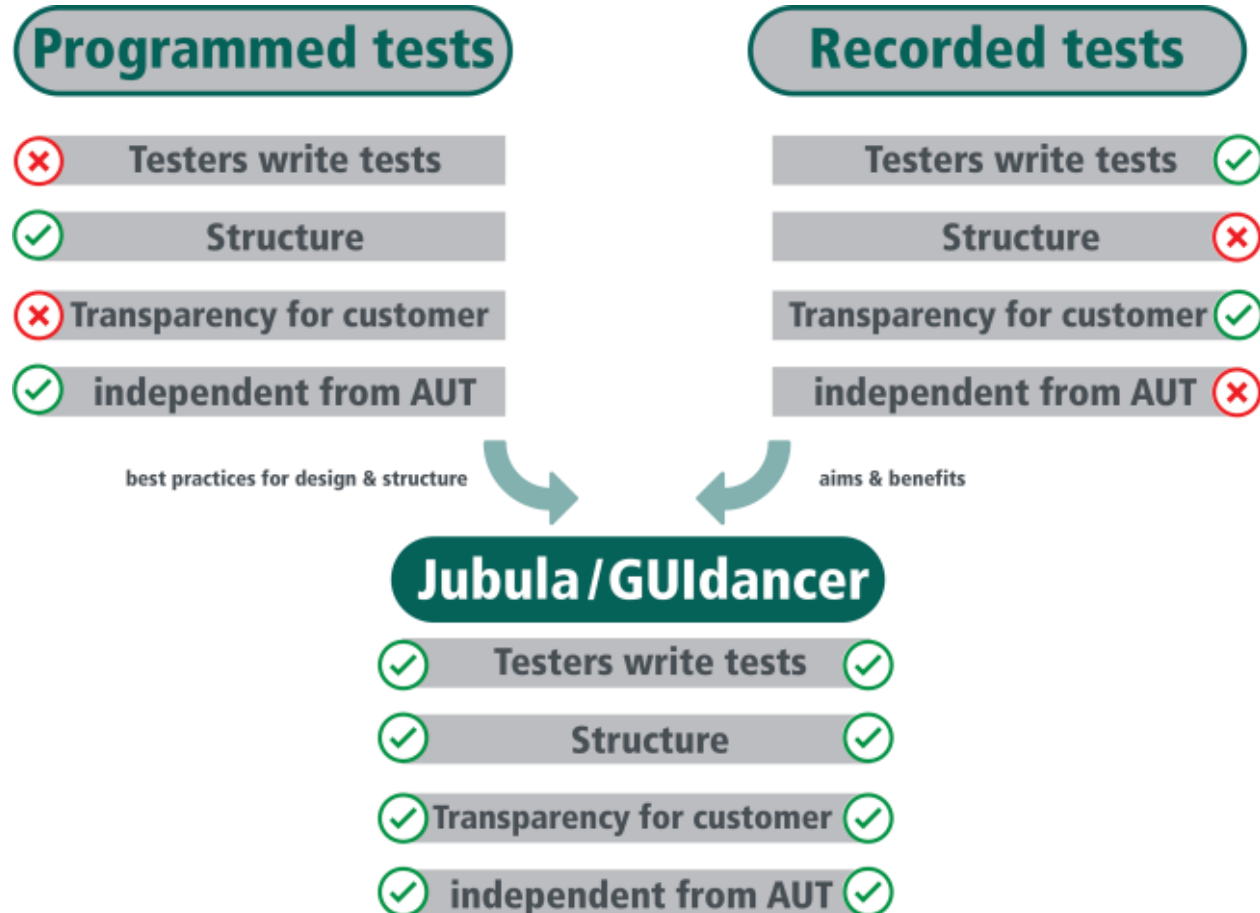 Programmed tests
Recorded tests
Testers write tests
Testers write tests
Structure
Structure
Transparency for customer
Transparency for customer
independent from AUT
independent from AUT
best practices for design & structure
aims & benefits
Jubula/GUIdancer
Testers write tests
Structure
Transparency for customer
independent from AUT